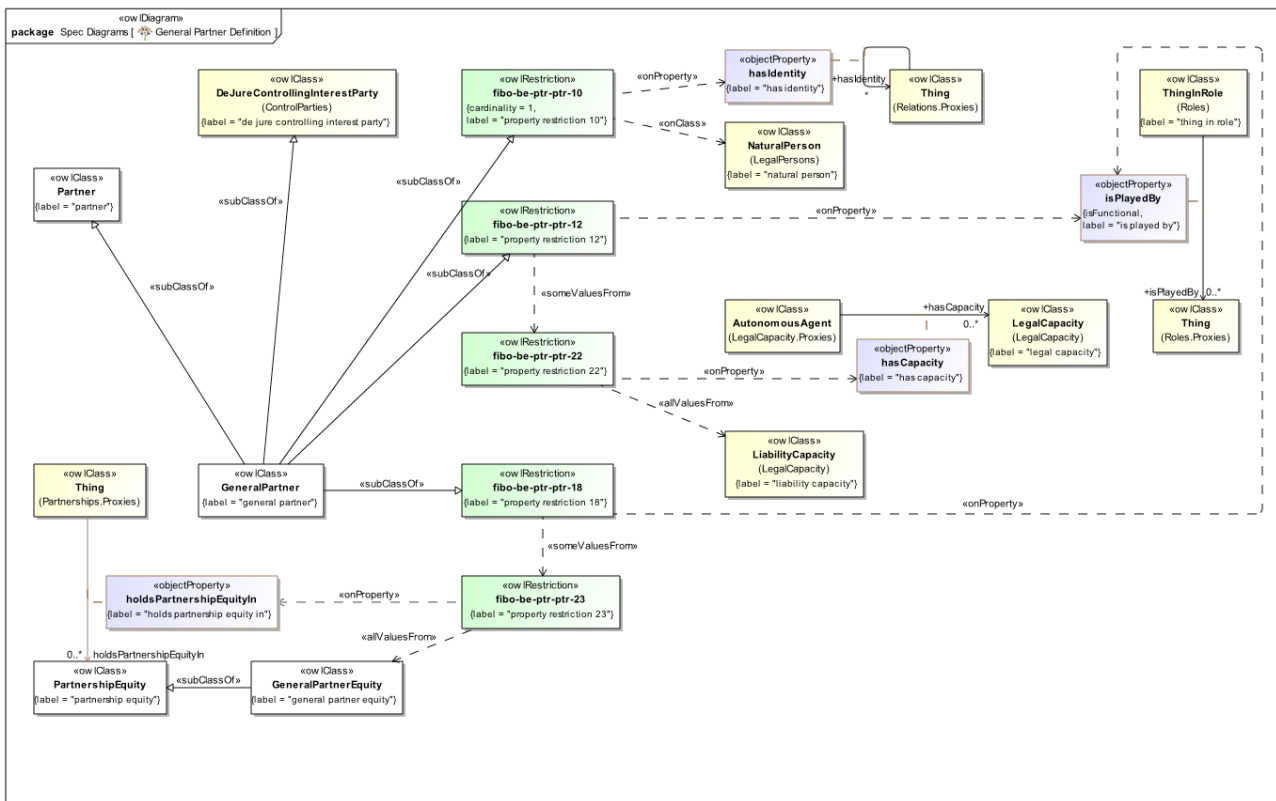 «owlDiagram»
package Spec Diagrams [ General Partner Definition ]
«owlClass»
DeJureControllingInterestParty
(ControlParties)
{label = "de jure controlling interest party"}
«owlRestriction»
fibo-be-ptr-ptr-10
{cardinality = 1,
label = "property restriction 10"}
«onProperty»
«objectProperty»
hasIdentity
{label = "has identity"}
+hasIdentity
*
«owlClass»
Thing
(Relations.Proxies)
«owlClass»
ThingInRole
(Roles)
{label = "thing in role"}
«onClass»
«owlClass»
NaturalPerson
(LegalPersons)
{label = "natural person"}
«owlClass»
Partner
{label = "partner"}
«subClassOf»
«subClassOf»
«subClassOf»
«subClassOf»
«owlRestriction»
fibo-be-ptr-ptr-12
{label = "property restriction 12"}
«onProperty»
«objectProperty»
isPlayedBy
{isFunctional,
label = "is played by"}
«someValuesFrom»
+isPlayedBy 0..*
«owlClass»
Thing
(Roles.Proxies)
«owlClass»
AutonomousAgent
(LegalCapacity.Proxies)
+hasCapacity
0..*
«owlClass»
LegalCapacity
(LegalCapacity)
{label = "legal capacity"}
«owlRestriction»
fibo-be-ptr-ptr-22
{label = "property restriction 22"}
«onProperty»
«objectProperty»
hasCapacity
{label = "has capacity"}
«allValuesFrom»
«owlClass»
LiabilityCapacity
(LegalCapacity)
{label = "liability capacity"}
«owlClass»
Thing
(Partnerships.Proxies)
«owlClass»
GeneralPartner
{label = "general partner"}
«subClassOf»
«owlRestriction»
fibo-be-ptr-ptr-18
{label = "property restriction 18"}
«onProperty»
«someValuesFrom»
«objectProperty»
holdsPartnershipEquityIn
{label = "holds partnership equity in"}
«onProperty»
«owlRestriction»
fibo-be-ptr-ptr-23
{label = "property restriction 23"}
«allValuesFrom»
0..* holdsPartnershipEquityIn
«owlClass»
PartnershipEquity
{label = "partnership equity"}
«subClassOf»
«owlClass»
GeneralPartnerEquity
{label = "general partner equity"}